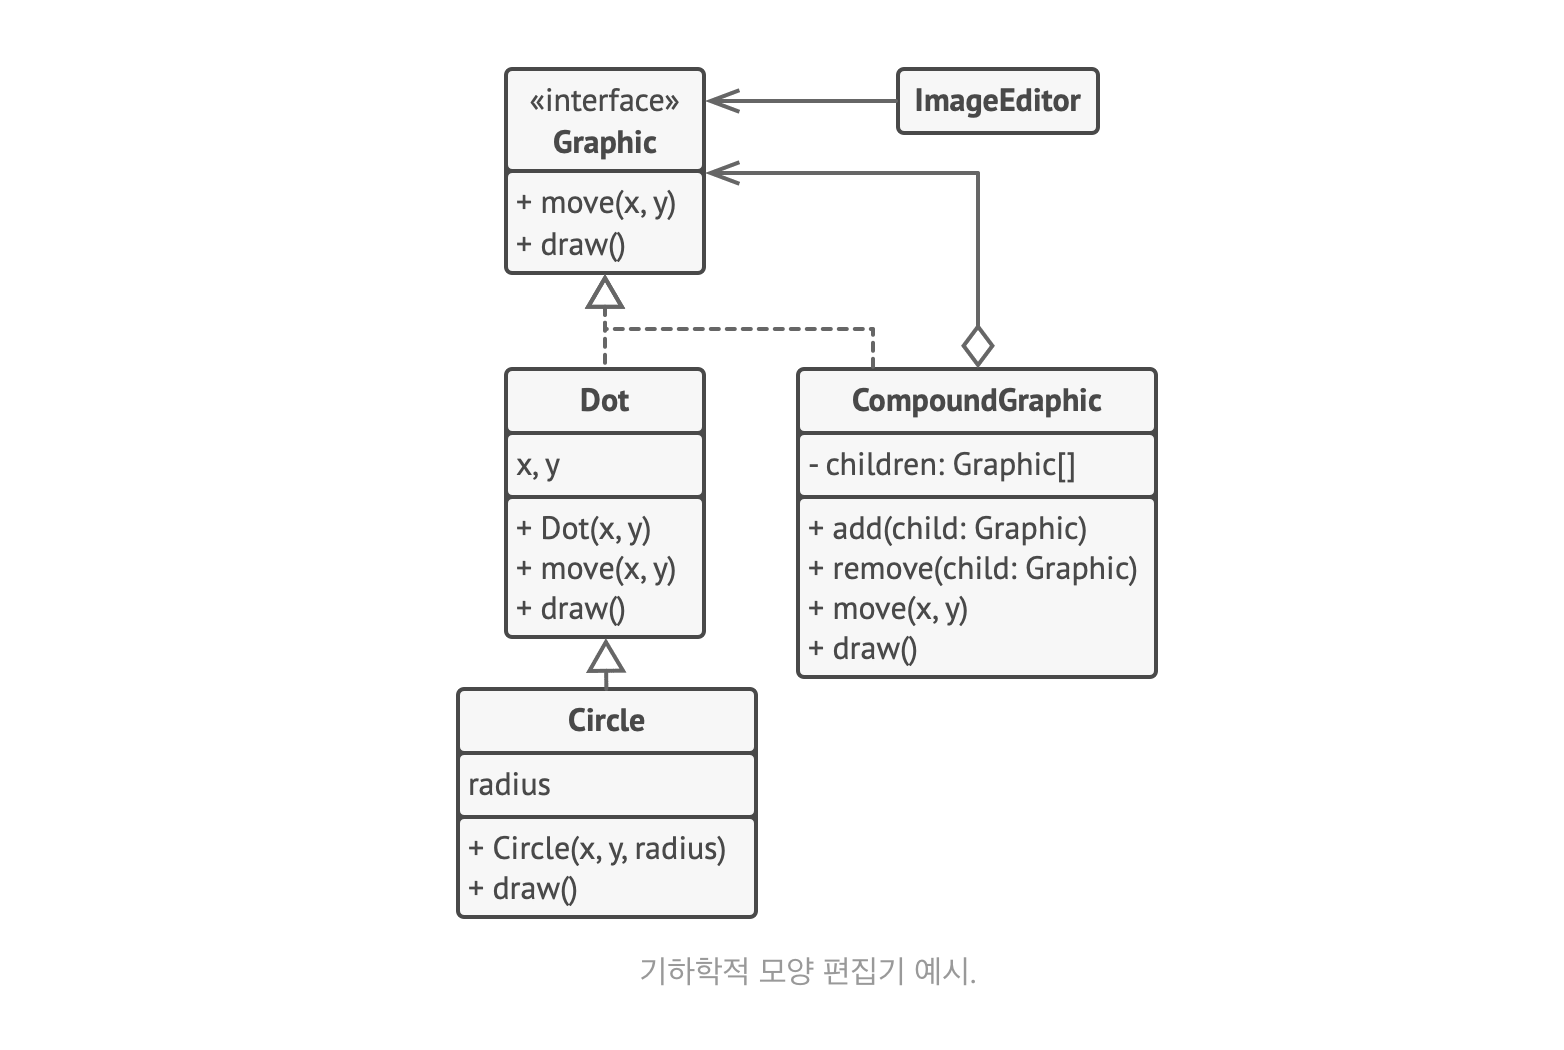 «interface»
Graphic
+ move(x, y)
+ draw()
ImageEditor
Dot
x, y
+ Dot(x, y)
+ move(x, y)
+ draw()
CompoundGraphic
- children: Graphic[]
+ add(child: Graphic)
+ remove(child: Graphic)
+ move(x, y)
+ draw()
Circle
radius
+ Circle(x, y, radius)
+ draw()
기하학적 모양 편집기 예시.